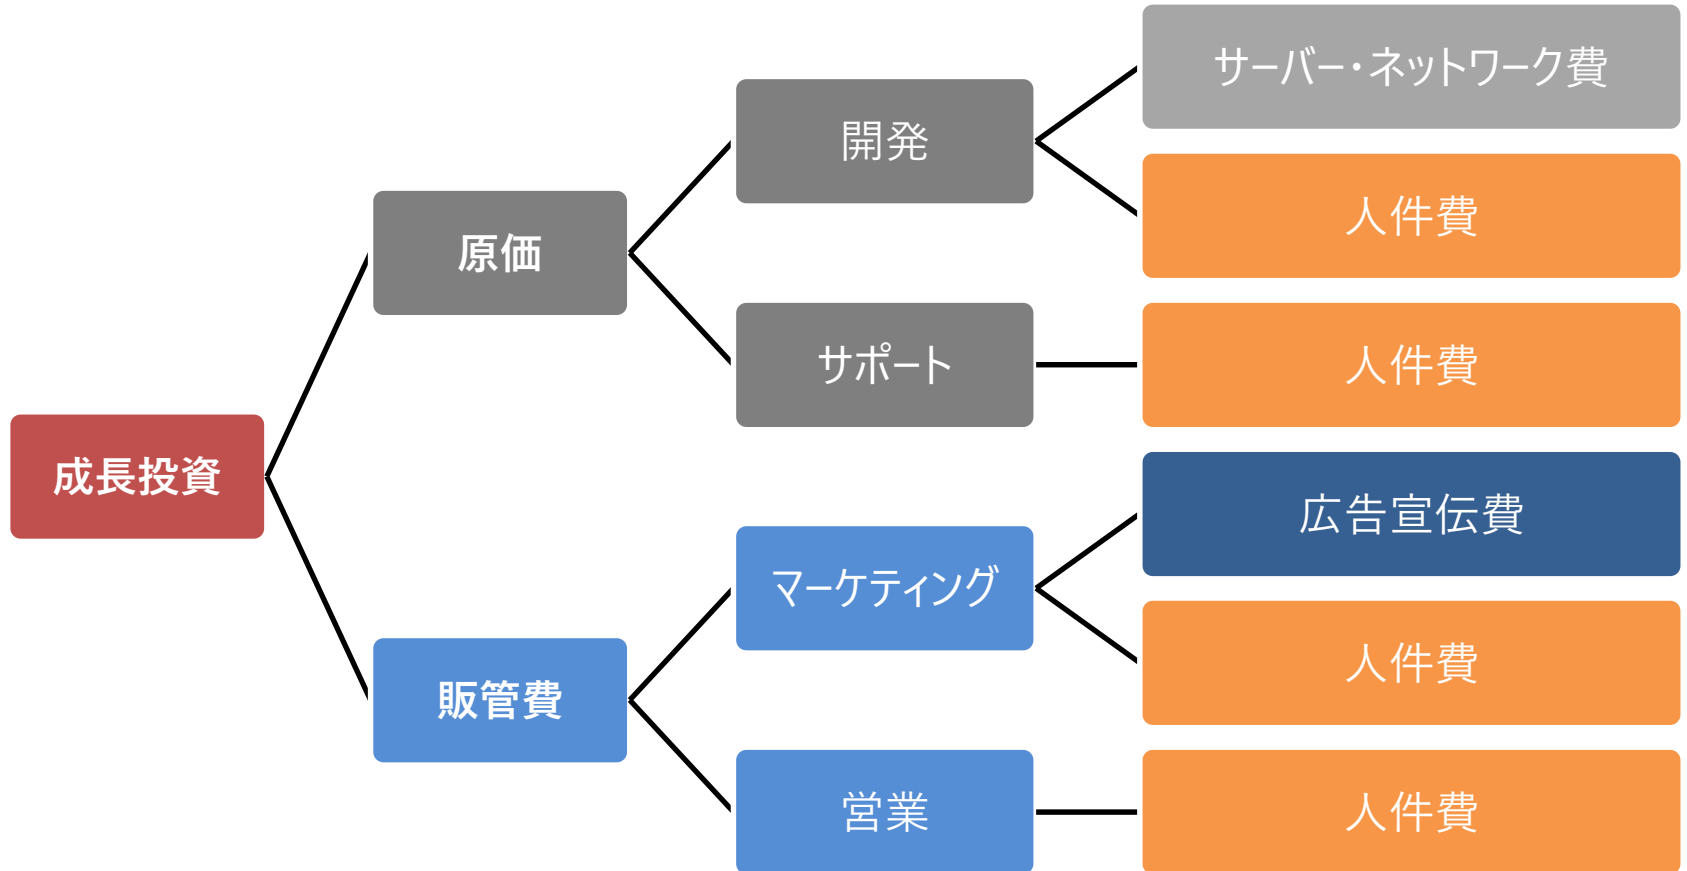 成長投資
原価
開発
サーバー・ネットワーク費
人件費
サポート
人件費
販管費
マーケティング
広告宣伝費
人件費
営業
人件費